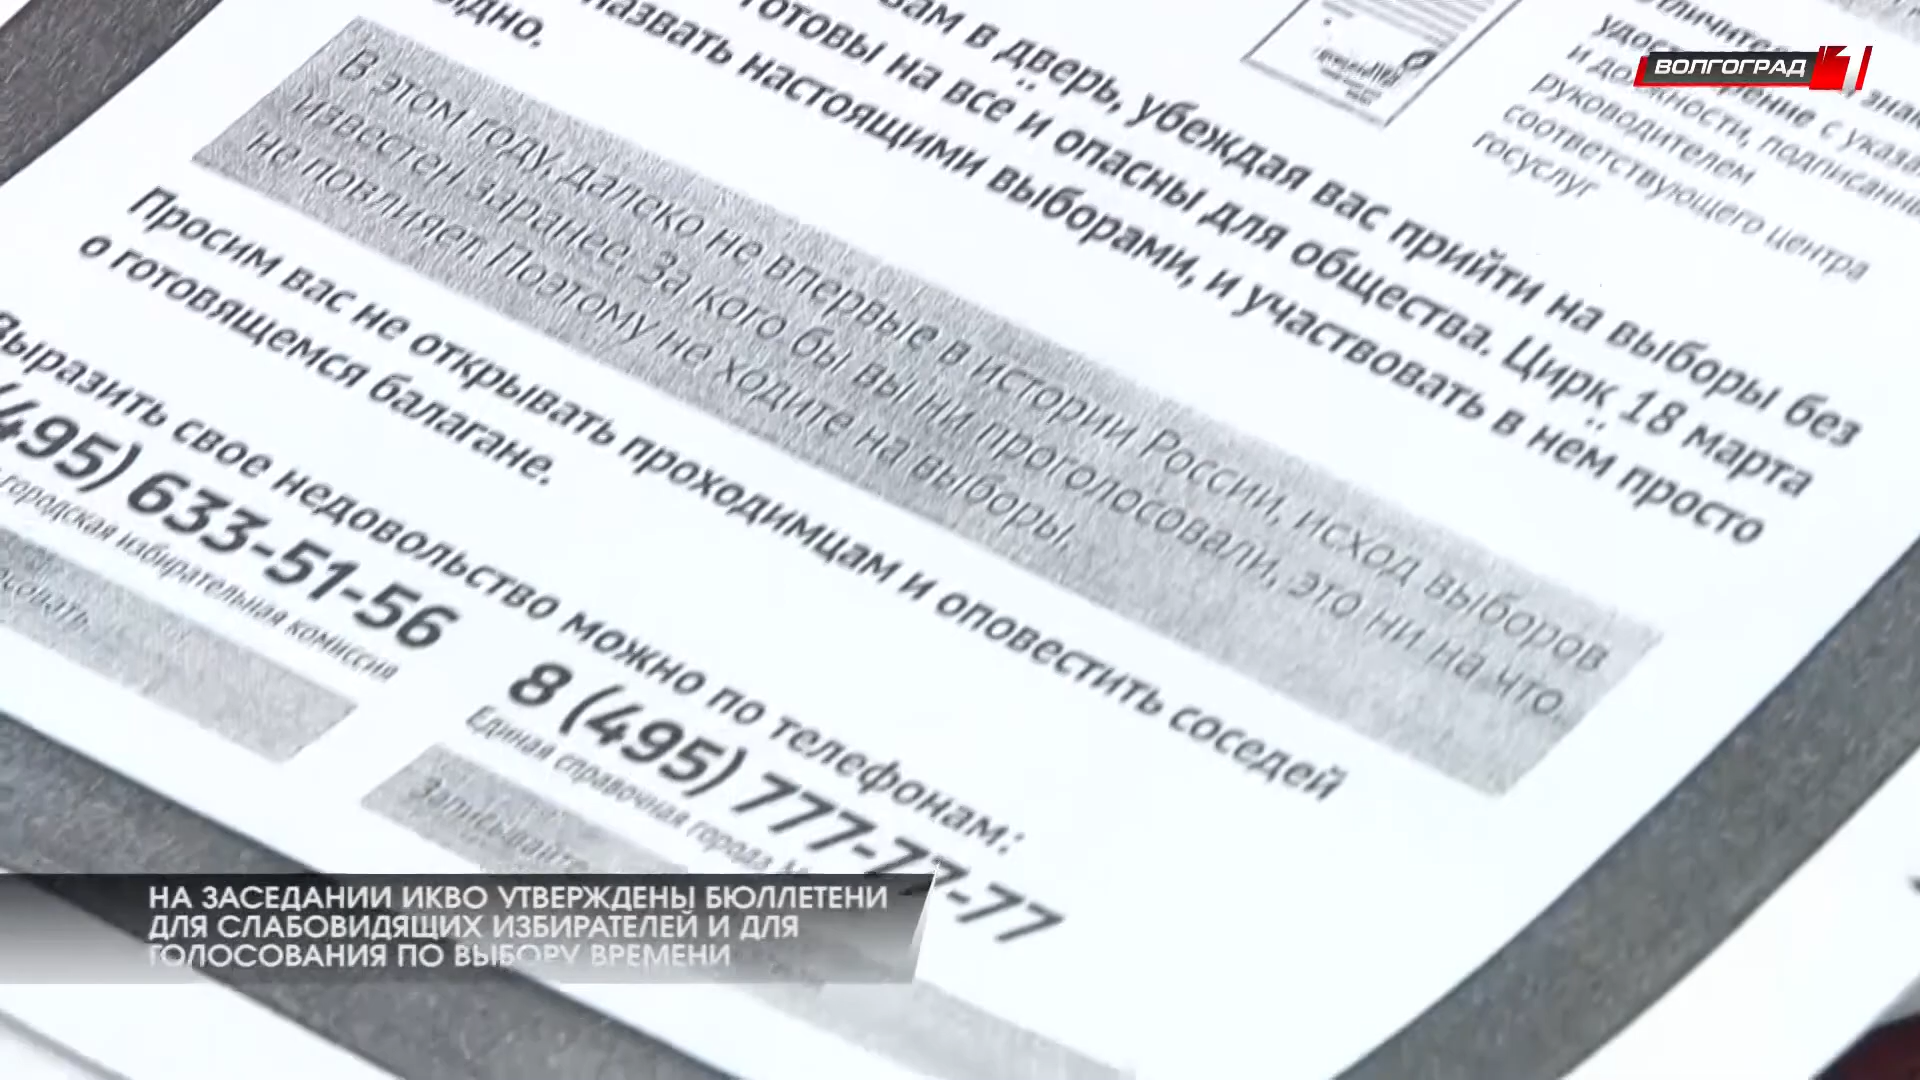 зам в дверь, убеждая вас прийти на выборы без
готовы на всё и опасны для общества. Цирк 18 марта
назвать настоящими выборами, и участвовать в нём просто
В этом году, далеко не впервые в истории России, исход выборов
известен заранее. За кого бы вы ни проголосовали, это ни на что
не повлияет. Поэтому не ходите на выборы.
Просим вас не открывать проходимцам и оповестить соседей
о готовящемся балагане.
Выразить свое недовольство можно по телефонам:
(495) 633-51-56
городская избирательная комиссия
8 (495) 777-77-77
Единая справочная города
Записывайте
и должности, подписанн
руководителем
соответствующего центра
госуслуг
ВОЛГОГРАД 1
НА ЗАСЕДАНИИ ИКВО УТВЕРЖДЕНЫ БЮЛЛЕТЕНИ
ДЛЯ СЛАБОВИДЯЩИХ ИЗБИРАТЕЛЕЙ И ДЛЯ
ГОЛОСОВАНИЯ ПО ВЫБОРУ ВРЕМЕНИ